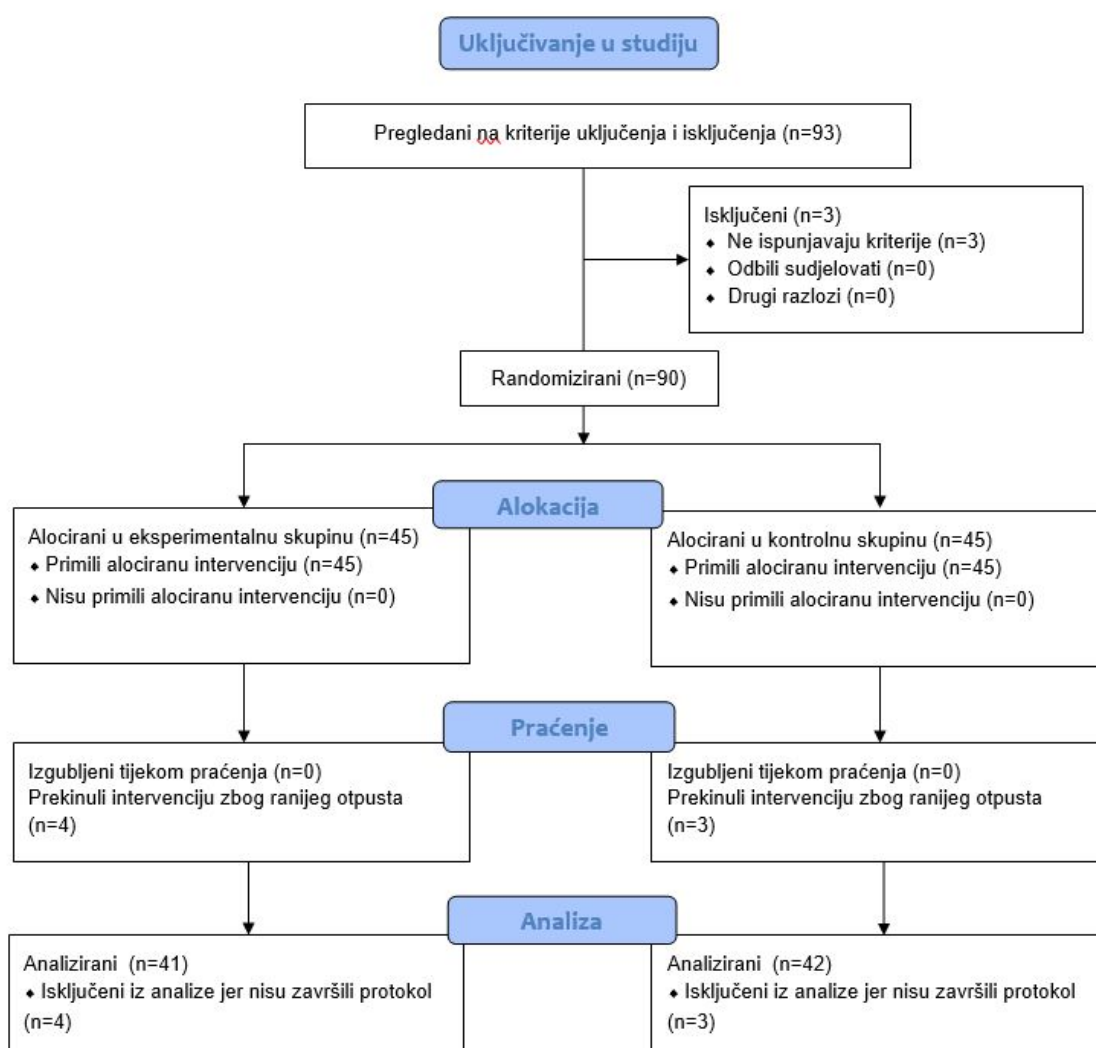 Uključivanje u studiju
Pregledani na kriterije uključenja i isključenja (n=93)
Isključeni (n=3)
⬥ Ne ispunjavaju kriterije (n=3)
⬥ Odbili sudjelovati (n=0)
⬥ Drugi razlozi (n=0)
Randomizirani (n=90)
Alokacija
Alocirani u eksperimentalnu skupinu (n=45)
⬥ Primili alociranu intervenciju (n=45)
⬥ Nisu primili alociranu intervenciju (n=0)
Alocirani u kontrolnu skupinu (n=45)
⬥ Primili alociranu intervenciju (n=45)
⬥ Nisu primili alociranu intervenciju (n=0)
Praćenje
Izgubljeni tijekom praćenja (n=0)
Prekinuli intervenciju zbog ranijeg otpusta
(n=4)
Izgubljeni tijekom praćenja (n=0)
Prekinuli intervenciju zbog ranijeg otpusta
(n=3)
Analiza
Analizirani (n=41)
⬥ Isključeni iz analize jer nisu završili protokol
(n=4)
Analizirani (n=42)
⬥ Isključeni iz analize jer nisu završili protokol
(n=3)